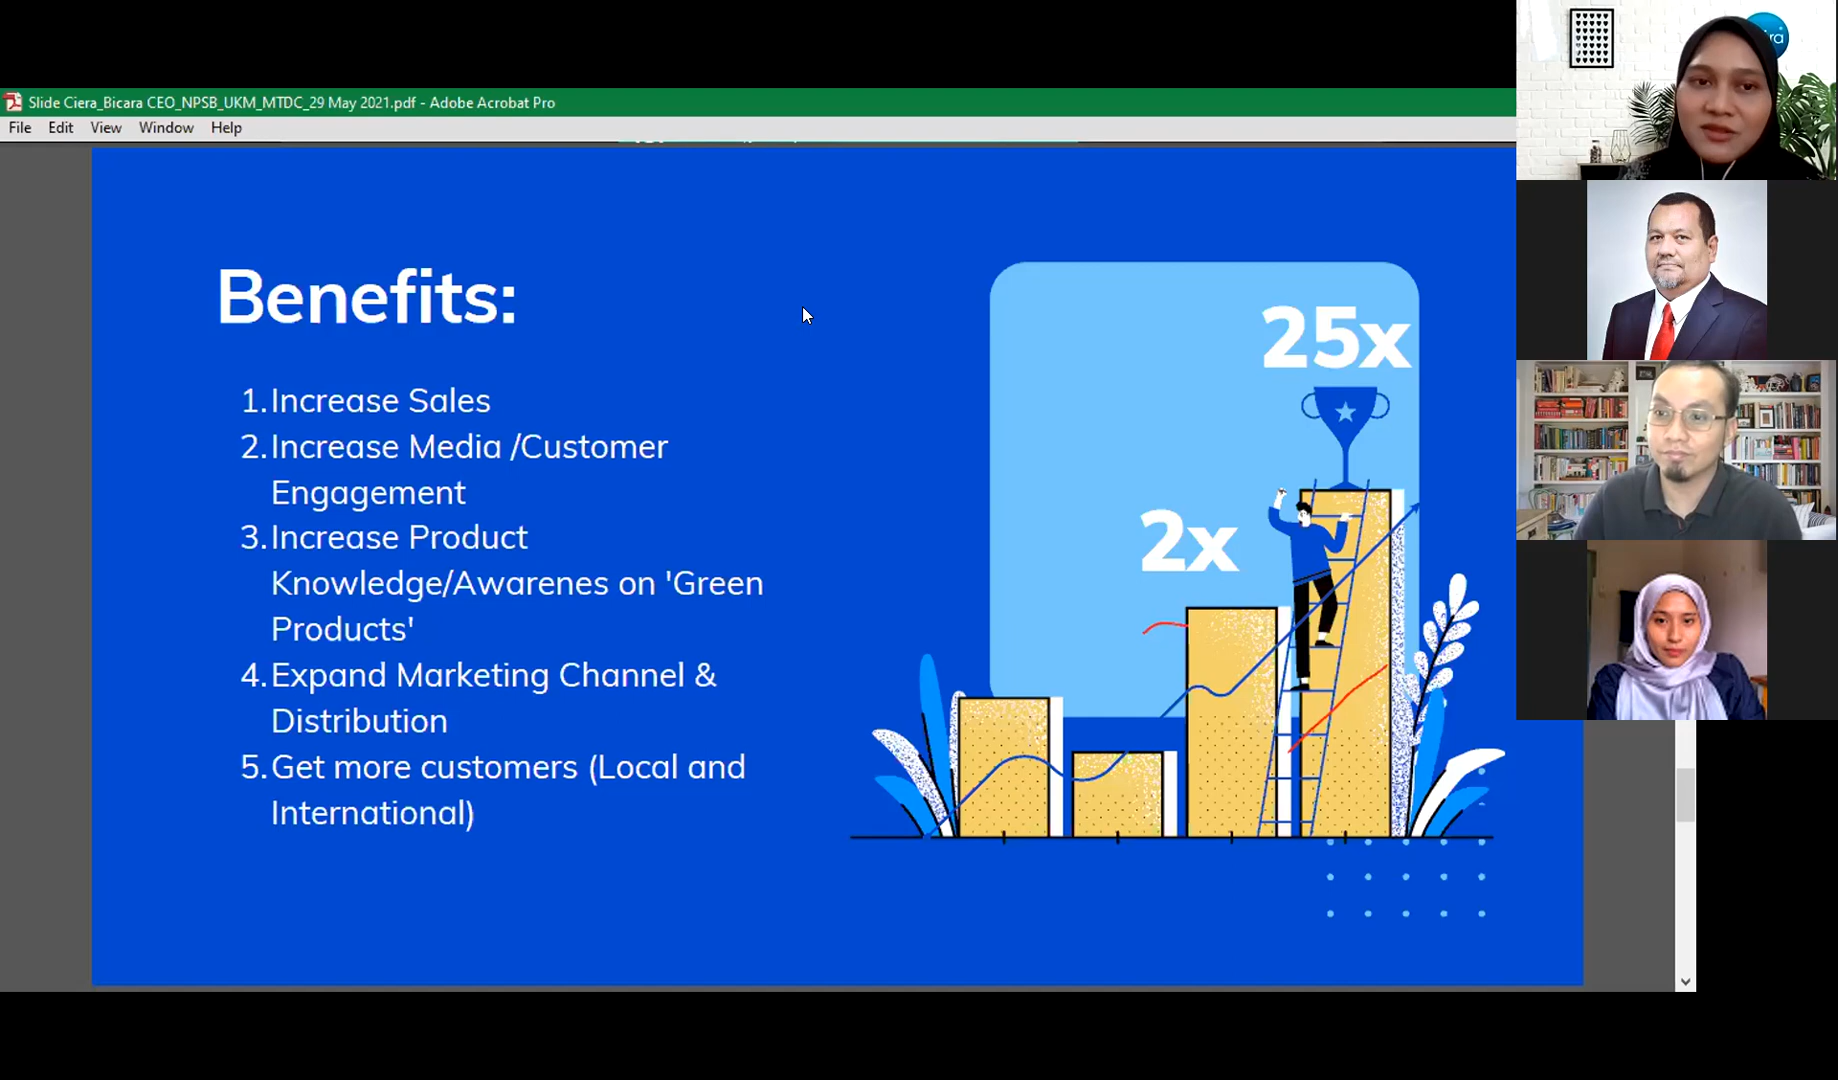 Slide Ciera_Bicara CEO_NPSB_UKM_MTDC_29 May 2021.pdf - Adobe Acrobat Pro
File Edit View Window Help
Benefits:
1. Increase Sales
2. Increase Media /Customer
Engagement
3. Increase Product
Knowledge/Awarenes on 'Green
Products'
4. Expand Marketing Channel &
Distribution
5. Get more customers (Local and
International)
25x
2x